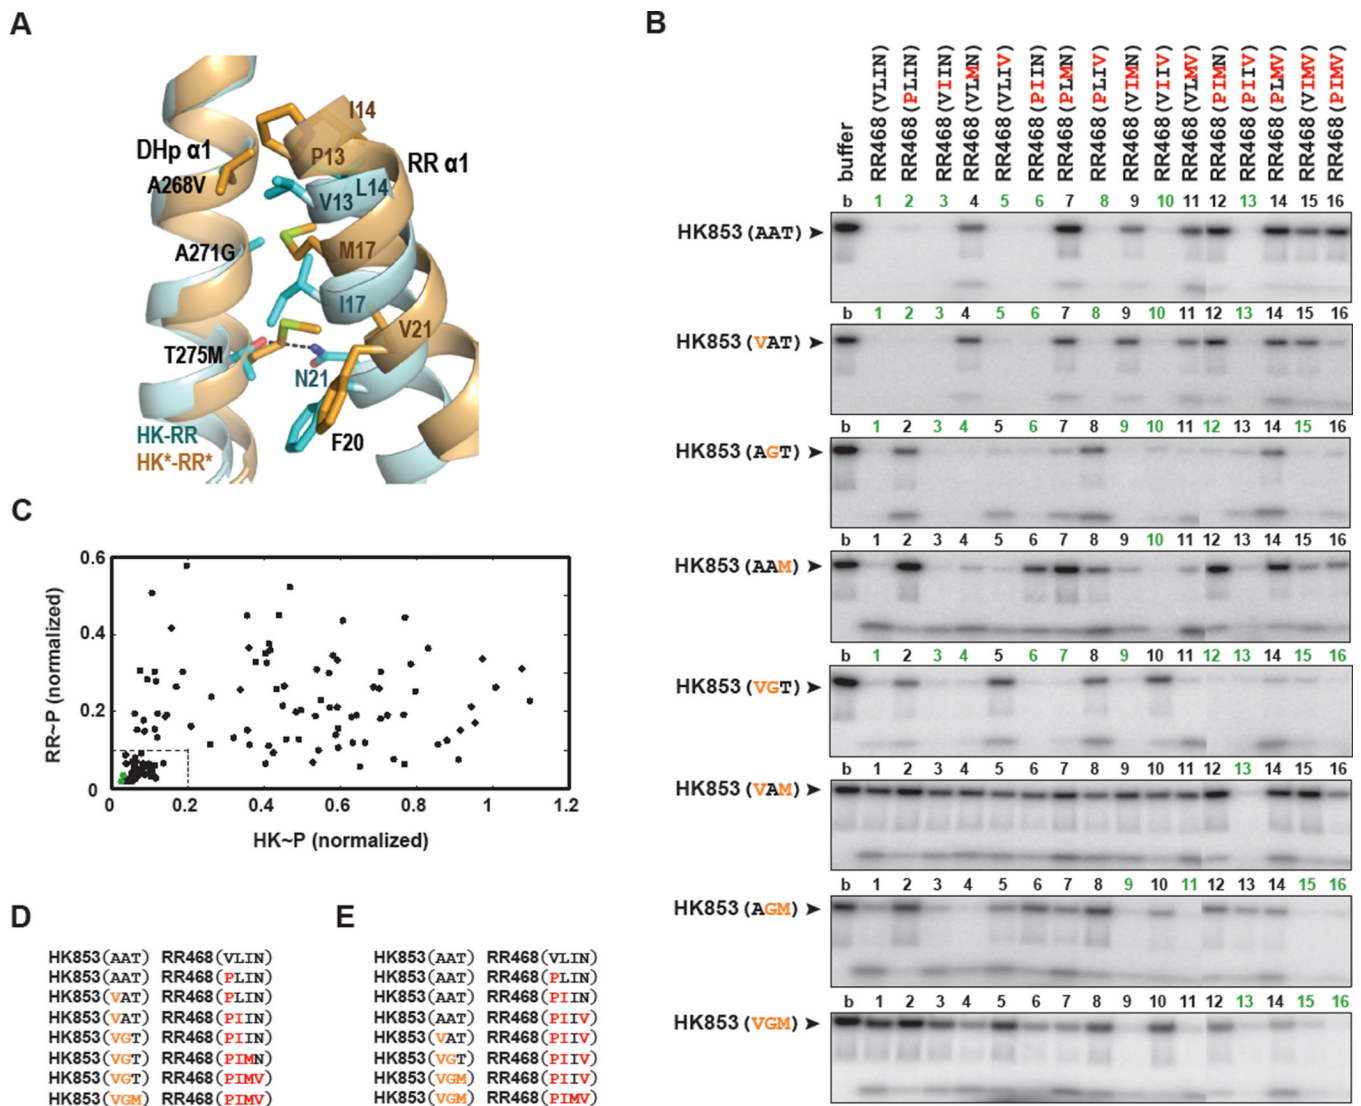 A
I14
DHp α1
P13
RR α1
A268V
L14
V13
A271G
M17
I17
V21
T275M
N21
HK-RR
F20
HK*-RR*
B
buffer
RR468(VLIN)
RR468(PLIN)
RR468(VIIN)
RR468(VLMN)
RR468(VLIV)
RR468(PIIN)
RR468(PLMN)
RR468(PLIV)
RR468(VIMN)
RR468(VIIV)
RR468(VLMV)
RR468(PIMN)
RR468(PIIV)
RR468(PLMV)
RR468(VIMV)
RR468(PIMV)
b 1 2 3 4 5 6 7 8 9 10 11 12 13 14 15 16
HK853(AAT)
b 1 2 3 4 5 6 7 8 9 10 11 12 13 14 15 16
HK853(VAT)
b 1 2 3 4 5 6 7 8 9 10 11 12 13 14 15 16
HK853(AGT)
b 1 2 3 4 5 6 7 8 9 10 11 12 13 14 15 16
HK853(AAM)
b 1 2 3 4 5 6 7 8 9 10 11 12 13 14 15 16
HK853(VGT)
b 1 2 3 4 5 6 7 8 9 10 11 12 13 14 15 16
HK853(VAM)
b 1 2 3 4 5 6 7 8 9 10 11 12 13 14 15 16
HK853(AGM)
b 1 2 3 4 5 6 7 8 9 10 11 12 13 14 15 16
HK853(VGM)
C
RR~P (normalized)
0.6
0.4
0.2
0
0 0.2 0.4 0.6 0.8 1 1.2
HK~P (normalized)
D
HK853(AAT) RR468(VLIN)
HK853(AAT) RR468(PLIN)
HK853(VAT) RR468(PLIN)
HK853(VAT) RR468(PIIN)
HK853(VGT) RR468(PIIN)
HK853(VGT) RR468(PIMN)
HK853(VGT) RR468(PIMV)
HK853(VGM) RR468(PIMV)
E
HK853(AAT) RR468(VLIN)
HK853(AAT) RR468(PLIN)
HK853(AAT) RR468(PIIN)
HK853(AAT) RR468(PIIV)
HK853(VAT) RR468(PIIV)
HK853(VGT) RR468(PIIV)
HK853(VGM) RR468(PIIV)
HK853(VGM) RR468(PIMV)